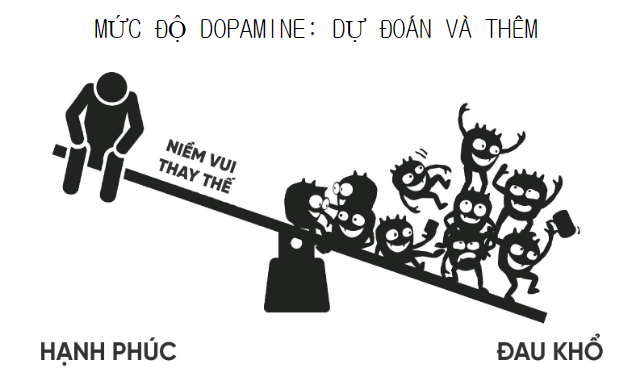 MỨC ĐỘ DOPAMINE: DỰ ĐOÁN VÀ THÊM
NIỀM VUI
THAY THẾ
HẠNH PHÚC
ĐAU KHỔ